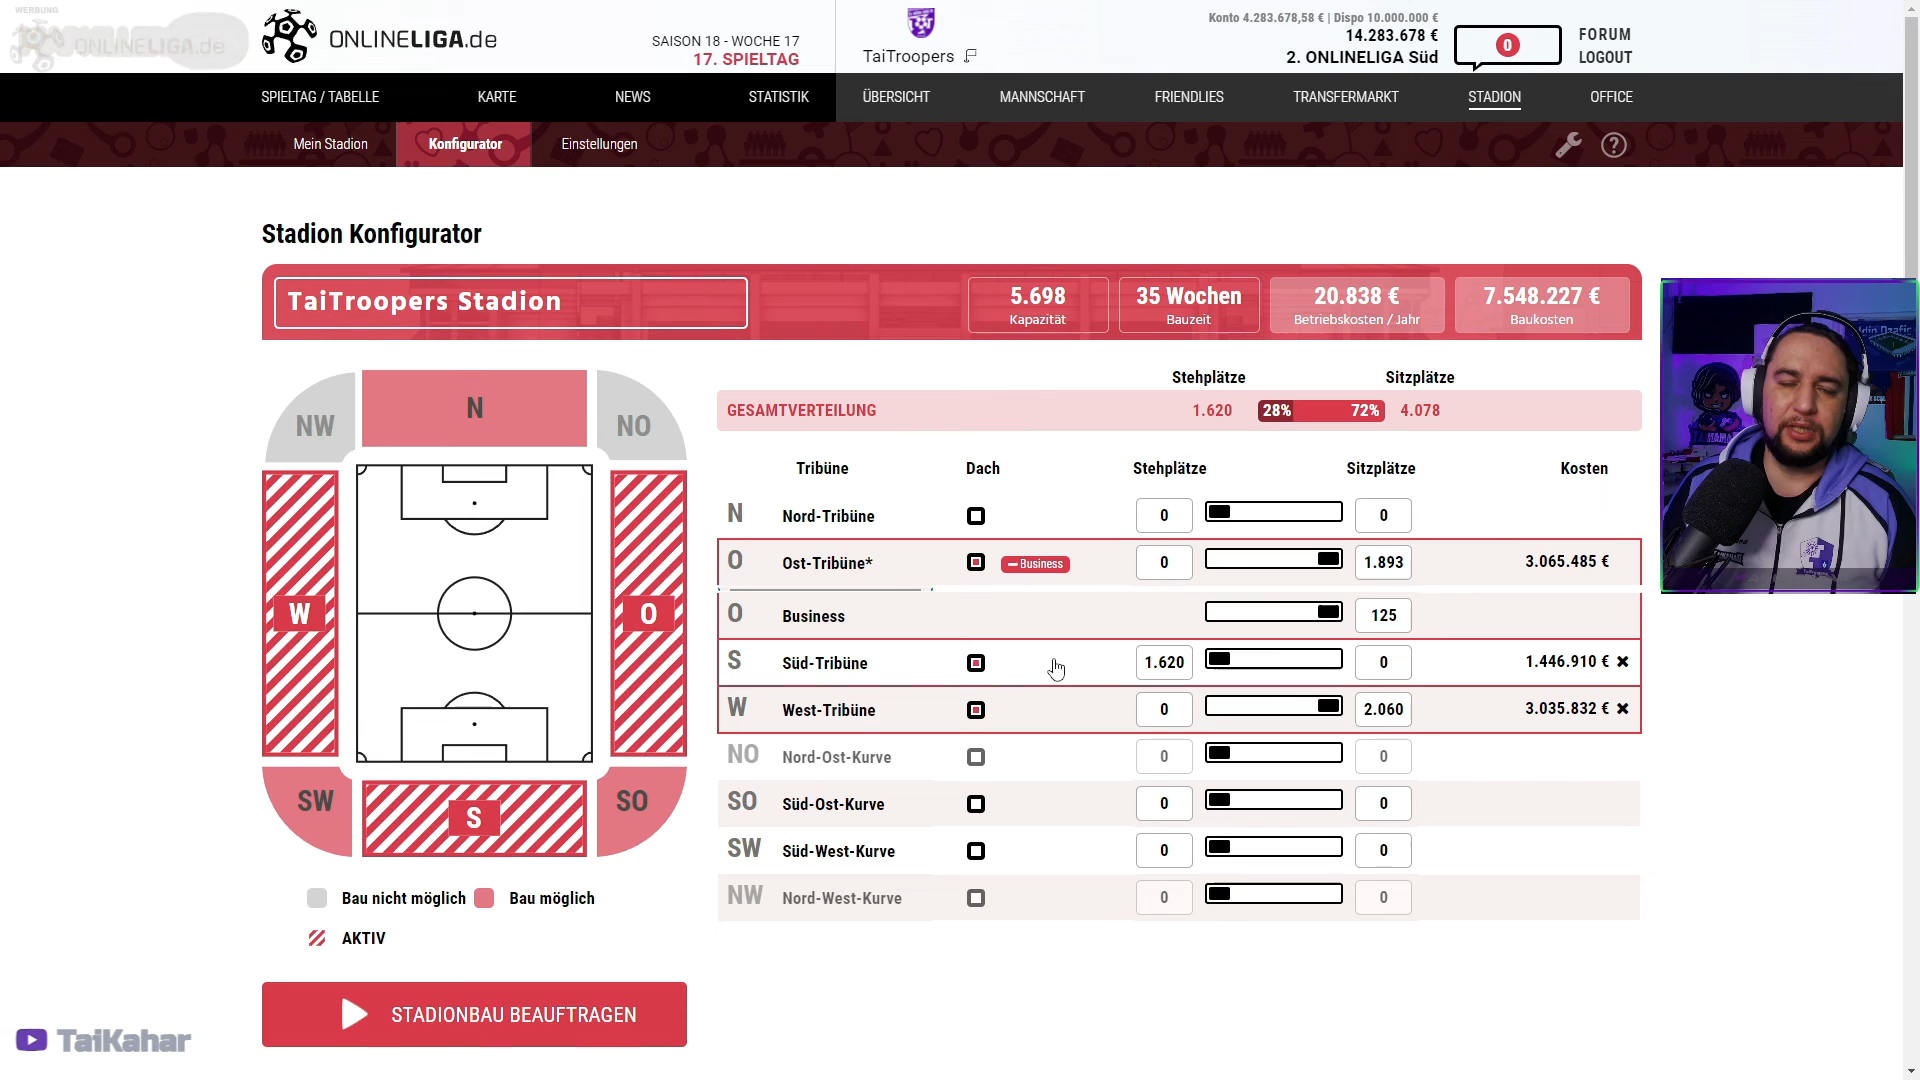 WERBUNG
ONLINELIGA.de
ONLINELIGA.de
SAISON 18 - WOCHE 17
17. SPIELTAG
TaiTroopers
Konto 4.283.678,58 € | Dispo 10.000.000 €
14.283.678 €
2. ONLINELIGA Süd
0
FORUM
LOGOUT
SPIELTAG / TABELLE
KARTE
NEWS
STATISTIK
ÜBERSICHT
MANNSCHAFT
FRIENDLIES
TRANSFERMARKT
STADION
OFFICE
Mein Stadion
Konfigurator
Einstellungen
?
Stadion Konfigurator
TaiTroopers Stadion
5.698
Kapazität
35 Wochen
Bauzeit
20.838 €
Betriebskosten / Jahr
7.548.227 €
Baukosten
NW
N
NO
W
O
SW
S
SO
Bau nicht möglich
Bau möglich
AKTIV
STADIONBAU BEAUFTRAGEN
Stehplätze
Sitzplätze
GESAMTVERTEILUNG
1.620
28%
72%
4.078
Tribüne
Dach
Stehplätze
Sitzplätze
Kosten
N Nord-Tribüne 0 0
O Ost-Tribüne* Business 0 1.893 3.065.485 €
O Business 125
S Süd-Tribüne 1.620 0 1.446.910 €
W West-Tribüne 0 2.060 3.035.832 €
NO Nord-Ost-Kurve 0 0
SO Süd-Ost-Kurve 0 0
SW Süd-West-Kurve 0 0
NW Nord-West-Kurve 0 0
TaiKahar